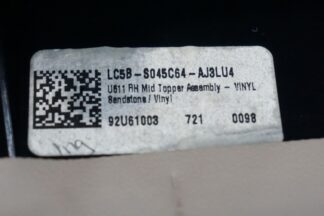 LC5B-S045C64-AJ3LU4
U611 RH Mid Topper Assembly - VINYL
Sandstone / Vinyl
92U61003 721 0098